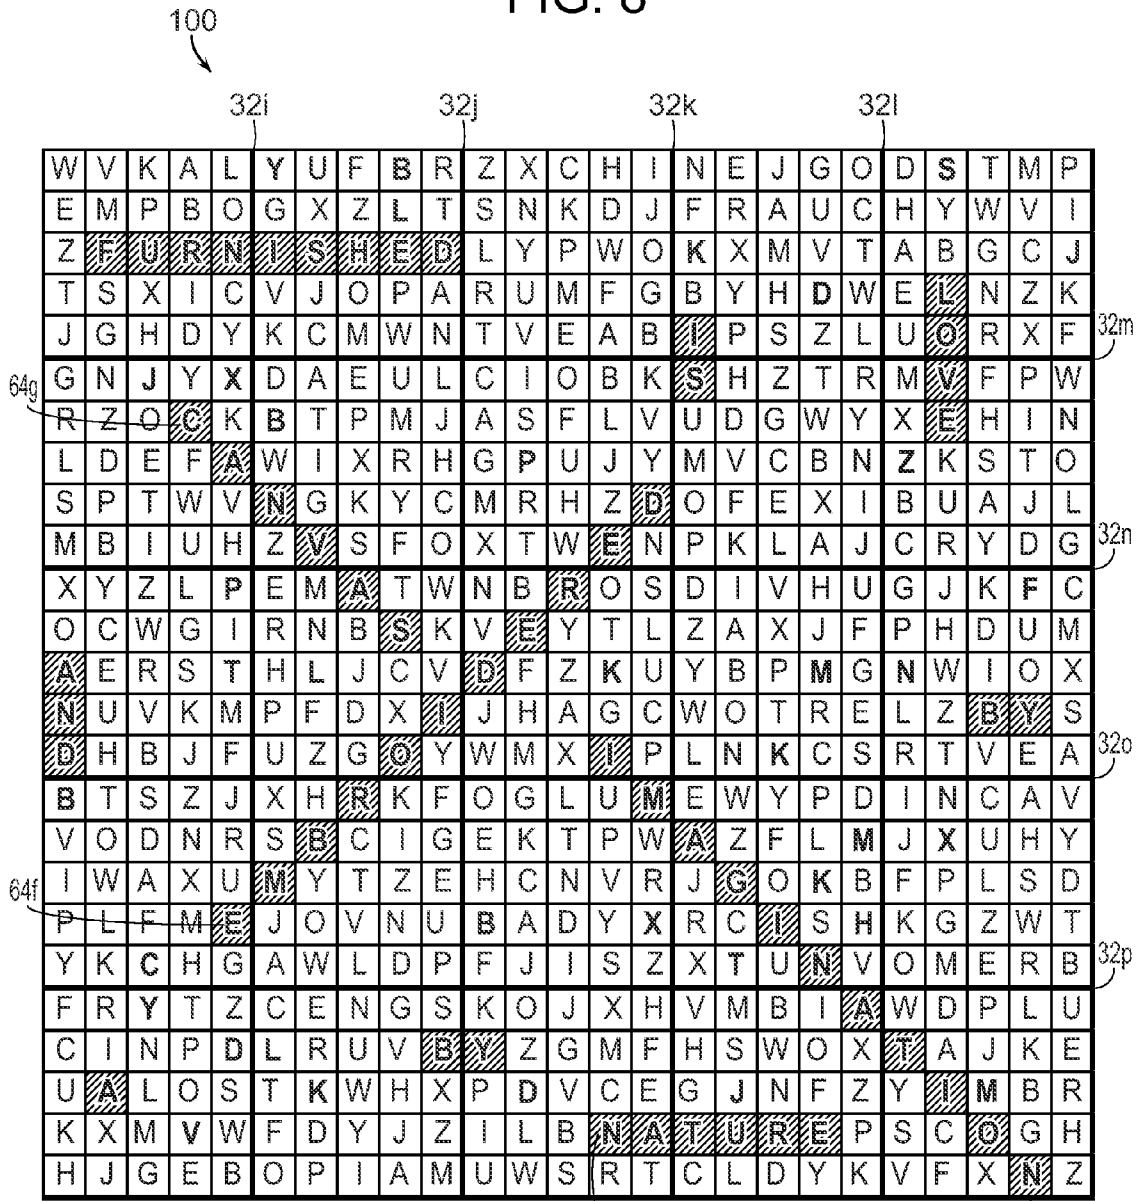 FIG. 8
100
32i 32j 32k 32l
W V K A L Y U F B R Z X C H I N E J G O D S T M P
E M P B O G X Z L T S N K D J F R A U C H Y W V I
Z F U R N I S H E D L Y P W O K X M V T A B G C J
T S X I C V J O P A R U M F G B Y H D W E L N Z K
J G H D Y K C M W N T V E A B I P S Z L U O R X F 32m
G N J Y X D A E U L C I O B K S H Z T R M V F P W
64g R Z O C K B T P M J A S F L V U D G W Y X E H I N
L D E F A W I X R H G P U J Y M V C B N Z K S T O
S P T W V N G K Y C M R H Z D O F E X I B U A J L
M B I U H Z V S F O X T W E N P K L A J C R Y D G 32n
X Y Z L P E M A T W N B R O S D I V H U G J K F C
O C W G I R N B S K V E Y T L Z A X J F P H D U M
A E R S T H L J C V D F Z K U Y B P M G N W I O X
N U V K M P F D X I J H A G C W O T R E L Z B Y S
D H B J F U Z G O Y W M X I P L N K C S R T V E A 32o
B T S Z J X H R K F O G L U M E W Y P D I N C A V
V O D N R S B C I G E K T P W A Z F L M J X U H Y
I W A X U M Y T Z E H C N V R J G O K B F P L S D
64f P L F M E J O V N U B A D Y X R C I S H K G Z W T
Y K C H G A W L D P F J I S Z X T U N V O M E R B 32p
F R Y T Z C E N G S K O J X H V M B I A W D P L U
C I N P D L R U V B Y Z G M F H S W O X T A J K E
U A L O S T K W H X P D V C E G J N F Z Y I M B R
K X M V W F D Y J Z I L B N A T U R E P S C O G H
H J G E B O P I A M U W S R T C L D Y K V F X N Z